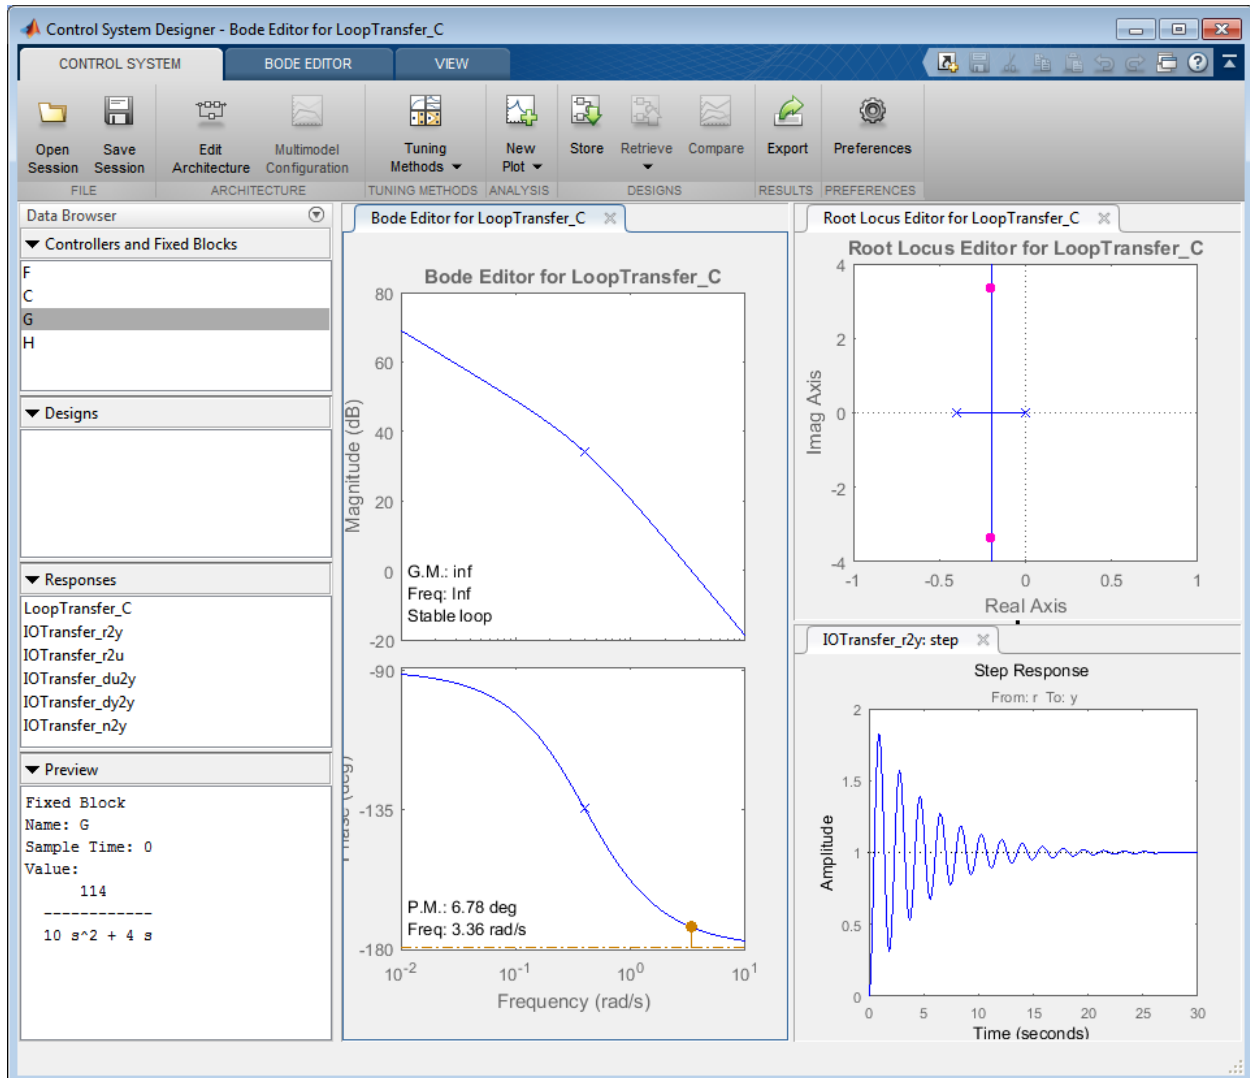 Control System Designer - Bode Editor for LoopTransfer_C
CONTROL SYSTEM
BODE EDITOR
VIEW
Open Session
Save Session
Edit Architecture
Multimodel Configuration
Tuning Methods
New Plot
Store
Retrieve
Compare
Export
Preferences
FILE
ARCHITECTURE
TUNING METHODS
ANALYSIS
DESIGNS
RESULTS
PREFERENCES
Data Browser
Controllers and Fixed Blocks
F
C
G
H
Designs
Responses
LoopTransfer_C
IOTransfer_r2y
IOTransfer_r2u
IOTransfer_du2y
IOTransfer_dy2y
IOTransfer_n2y
Preview
Fixed Block
Name: G
Sample Time: 0
Value:
114
------------
10 s^2 + 4 s
Bode Editor for LoopTransfer_C
Bode Editor for LoopTransfer_C
Magnitude (dB)
80
60
40
20
0
-20
G.M.: inf
Freq: Inf
Stable loop
Phase (deg)
-90
-135
-180
P.M.: 6.78 deg
Freq: 3.36 rad/s
10^-2
10^-1
10^0
10^1
Frequency (rad/s)
Root Locus Editor for LoopTransfer_C
Root Locus Editor for LoopTransfer_C
Imag Axis
4
2
0
-2
-4
-1
-0.5
0
0.5
1
Real Axis
IOTransfer_r2y: step
Step Response
From: r To: y
Amplitude
2
1.5
1
0.5
0
0
5
10
15
20
25
30
Time (seconds)